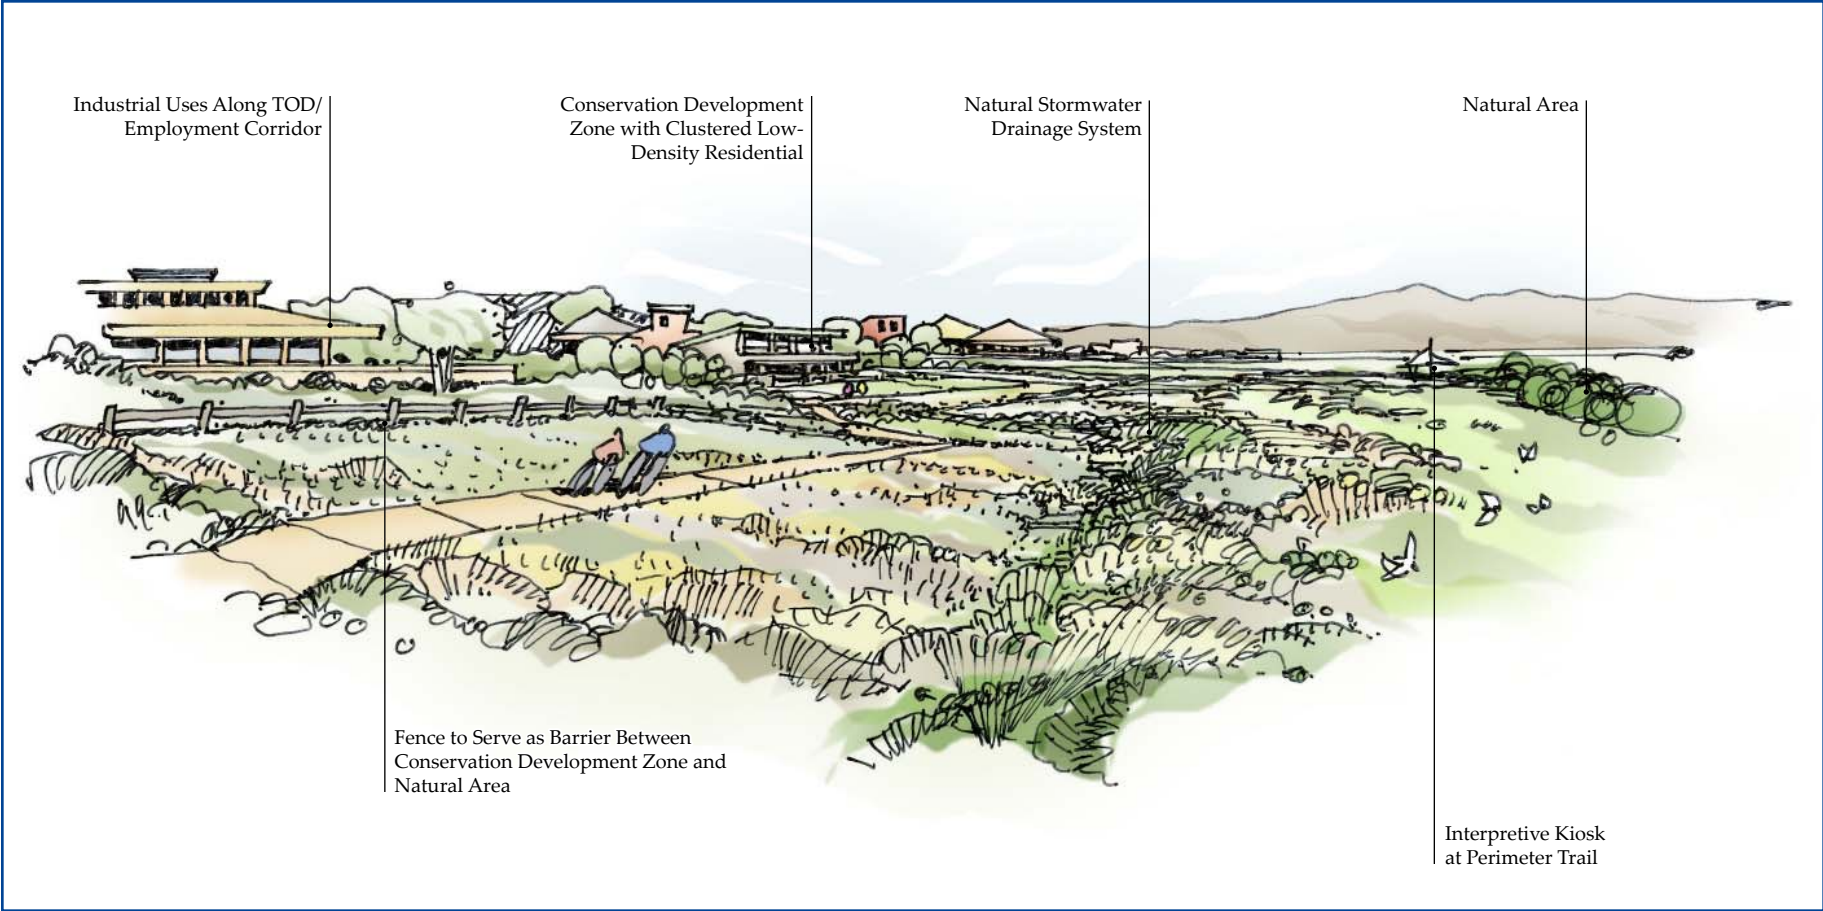 Industrial Uses Along TOD/
Employment Corridor
Conservation Development
Zone with Clustered Low-
Density Residential
Natural Stormwater
Drainage System
Natural Area
Fence to Serve as Barrier Between
Conservation Development Zone and
Natural Area
Interpretive Kiosk
at Perimeter Trail